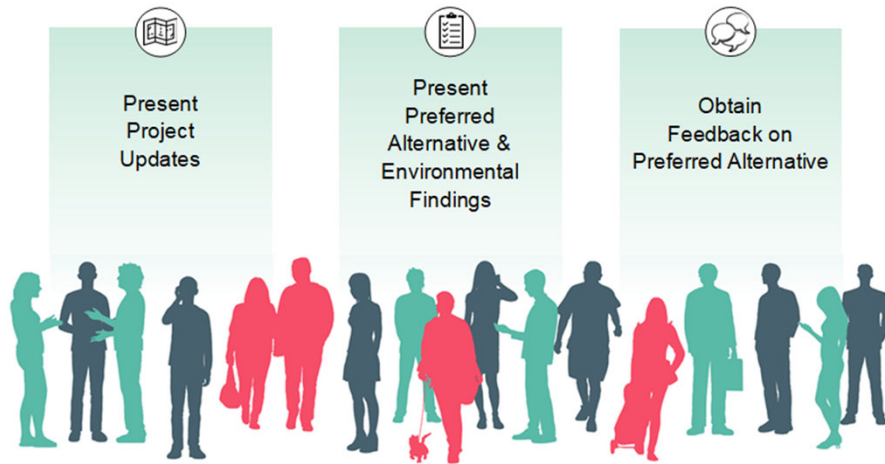 Present
Project
Updates
Present
Preferred
Alternative &
Environmental
Findings
Obtain
Feedback on
Preferred Alternative